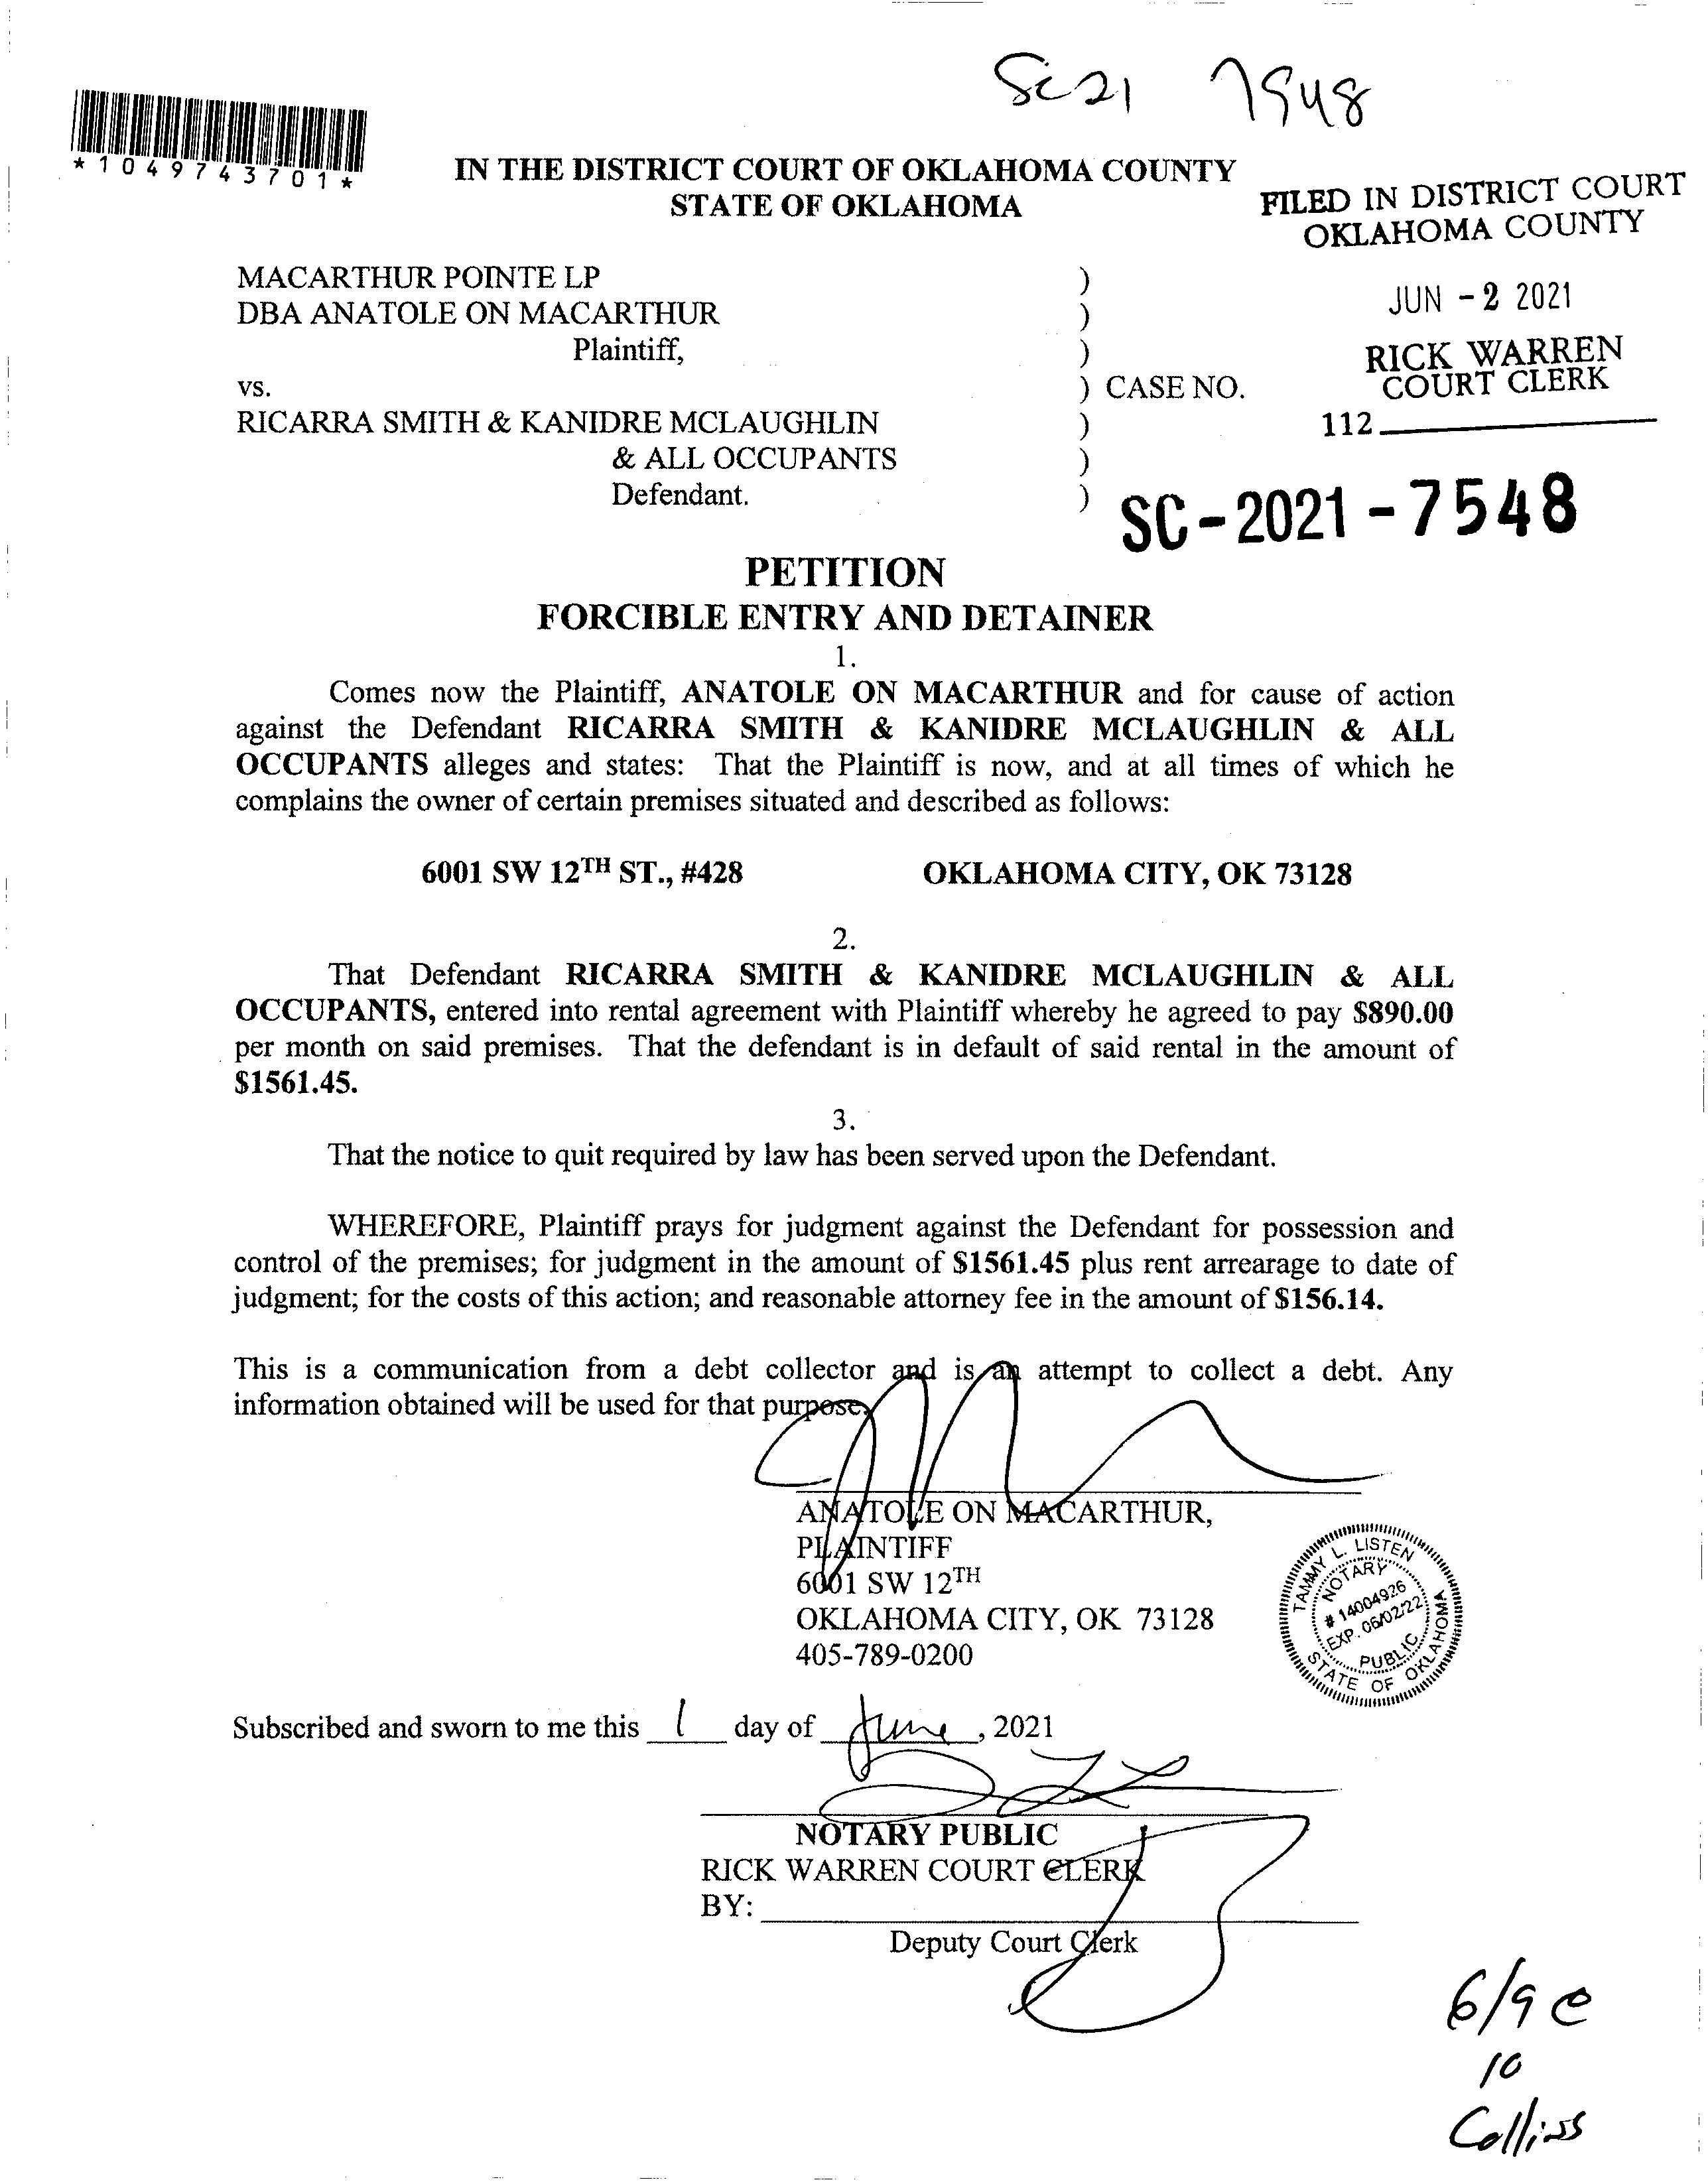 SC21 7548
*1049743701*
IN THE DISTRICT COURT OF OKLAHOMA COUNTY
STATE OF OKLAHOMA
FILED IN DISTRICT COURT
OKLAHOMA COUNTY
JUN - 2 2021
RICK WARREN
COURT CLERK
112
MACARTHUR POINTE LP )
DBA ANATOLE ON MACARTHUR )
Plaintiff, )
vs. ) CASE NO.
RICARRA SMITH & KANIDRE MCLAUGHLIN )
& ALL OCCUPANTS )
Defendant. )
SC-2021-7548
PETITION
FORCIBLE ENTRY AND DETAINER
1.
Comes now the Plaintiff, ANATOLE ON MACARTHUR and for cause of action
against the Defendant RICARRA SMITH & KANIDRE MCLAUGHLIN & ALL
OCCUPANTS alleges and states: That the Plaintiff is now, and at all times of which he
complains the owner of certain premises situated and described as follows:
6001 SW 12TH ST., #428 OKLAHOMA CITY, OK 73128
2.
That Defendant RICARRA SMITH & KANIDRE MCLAUGHLIN & ALL
OCCUPANTS, entered into rental agreement with Plaintiff whereby he agreed to pay $890.00
per month on said premises. That the defendant is in default of said rental in the amount of
$1561.45.
3.
That the notice to quit required by law has been served upon the Defendant.
WHEREFORE, Plaintiff prays for judgment against the Defendant for possession and
control of the premises; for judgment in the amount of $1561.45 plus rent arrearage to date of
judgment; for the costs of this action; and reasonable attorney fee in the amount of $156.14.
This is a communication from a debt collector and is an attempt to collect a debt. Any
information obtained will be used for that purpose.
ANATOLE ON MACARTHUR,
PLAINTIFF
6001 SW 12TH
OKLAHOMA CITY, OK 73128
405-789-0200
TAMMY L. LISTEN
NOTARY
# 14004926
EXP. 06/02/22
PUBLIC
STATE OF OKLAHOMA
Subscribed and sworn to me this 1 day of June, 2021
NOTARY PUBLIC
RICK WARREN COURT CLERK
BY:
Deputy Court Clerk
6/9 @
10
Collins